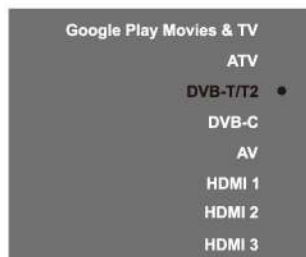 Google Play Movies & TV
ATV
DVB-T/T2
DVB-C
AV
HDMI 1
HDMI 2
HDMI 3